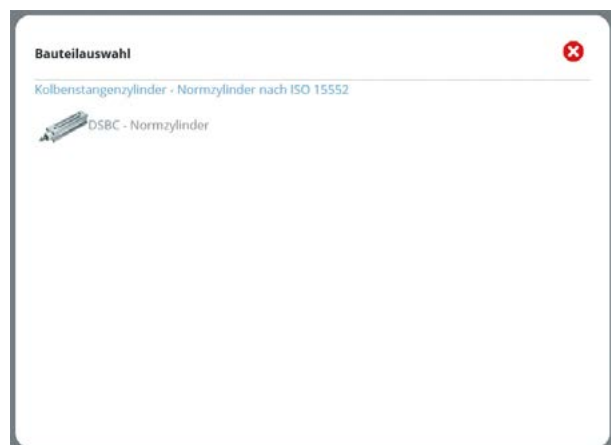 Bauteilauswahl
Kolbenstangenzylinder - Normzylinder nach ISO 15552
DSBC - Normzylinder